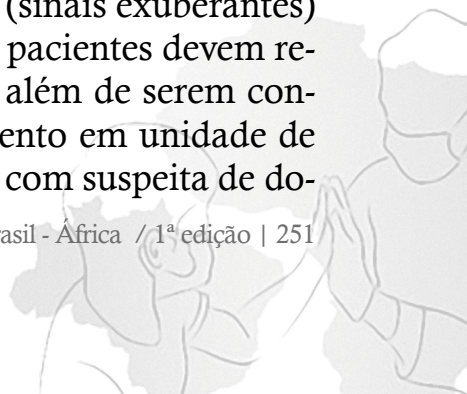 (sinais exuberantes)
pacientes devem re-
além de serem con-
ento em unidade de
com suspeita de do-
asil - África / 1ª edição | 251